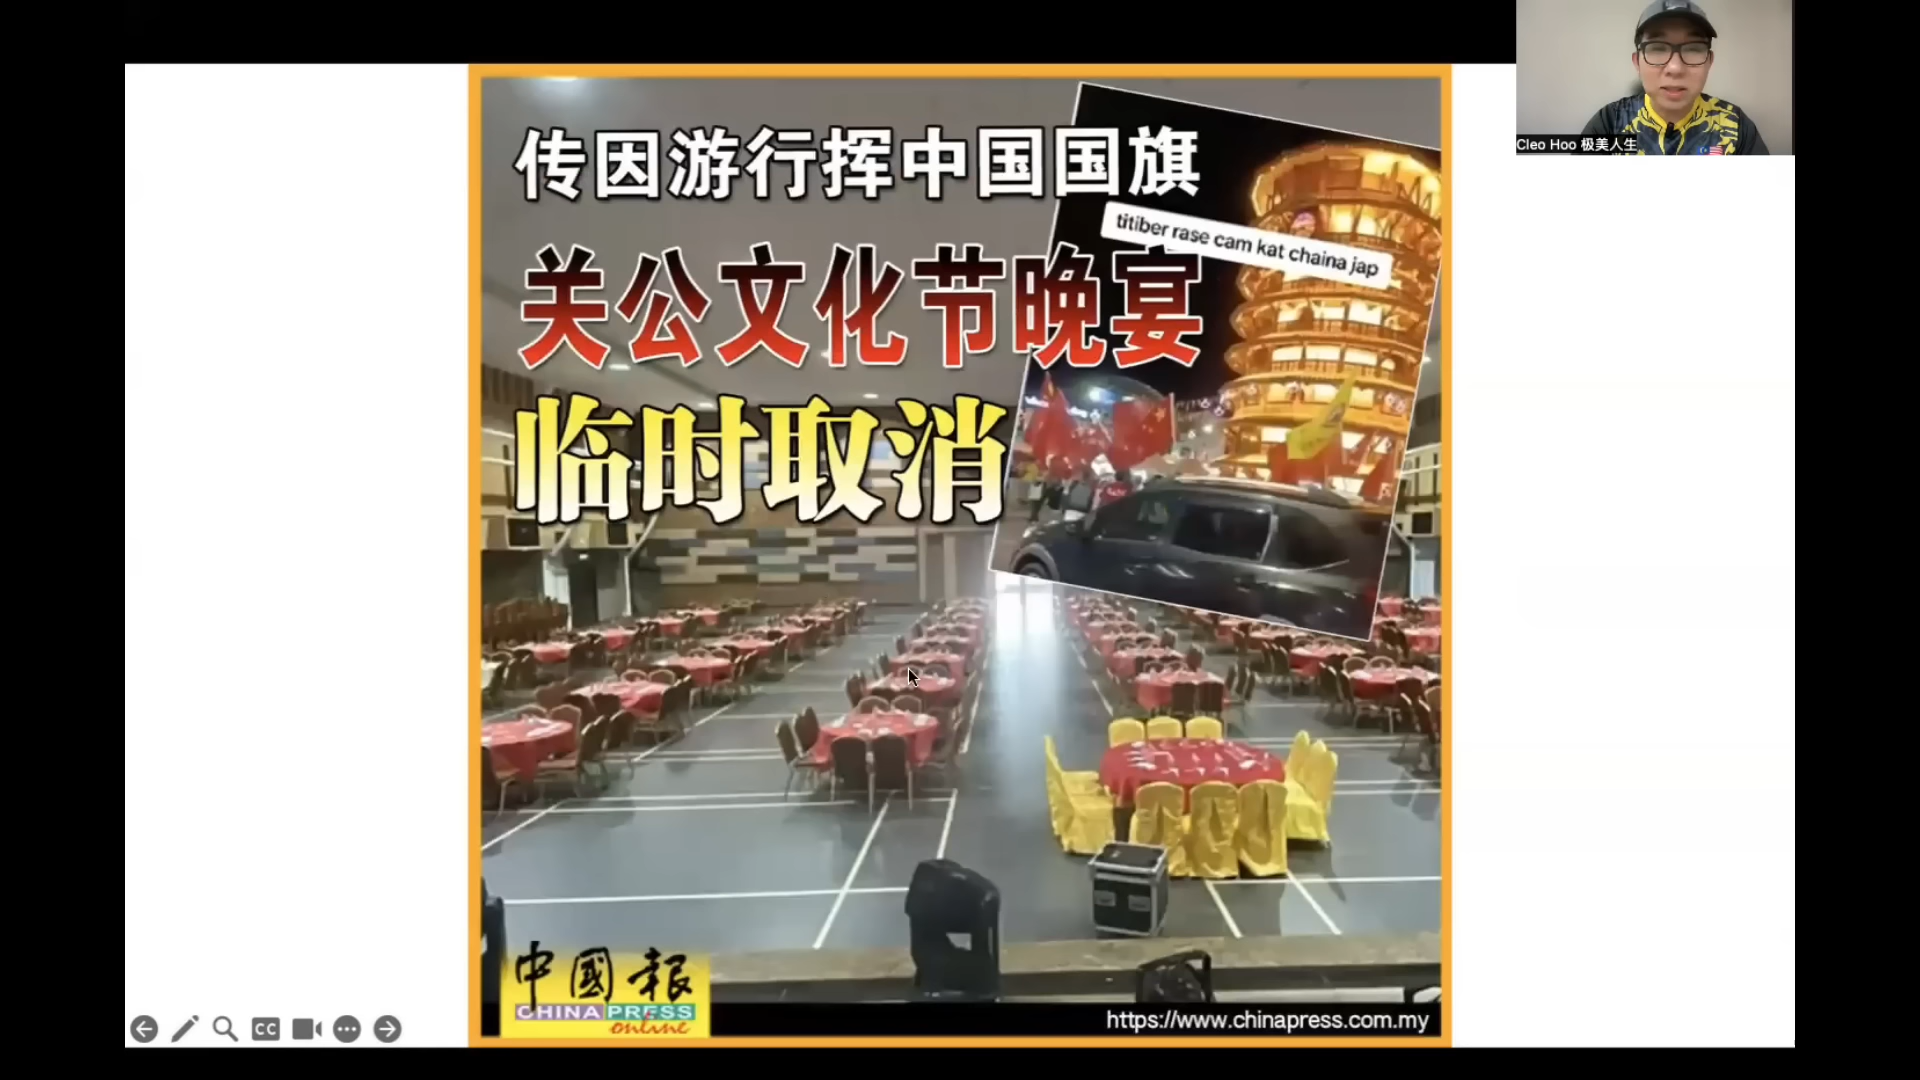 传因游行挥中国国旗
titiber rase cam kat chaina jap
关公文化节晚宴
临时取消
中國報
CHINA PRESS
online
https://www.chinapress.com.my
Cleo Hoo 极美人生
CC